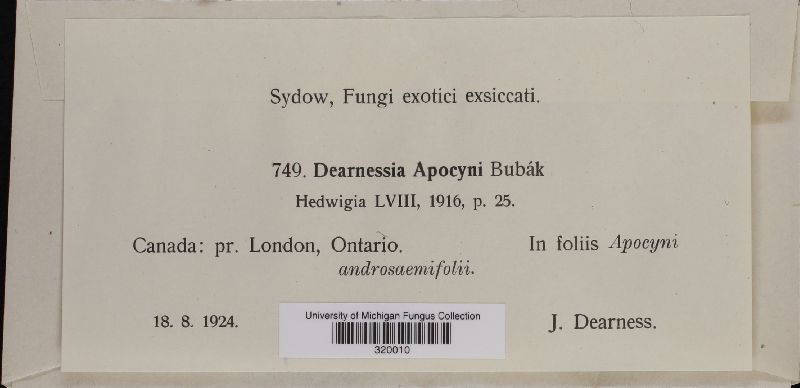 Sydow, Fungi exotici exsiccati.
749. Dearnessia Apocyni Bubák
Hedwigia LVIII, 1916, p. 25.
Canada: pr. London, Ontario. In foliis Apocyni
androsaemifolii.
18. 8. 1924. J. Dearness.
University of Michigan Fungus Collection
320010